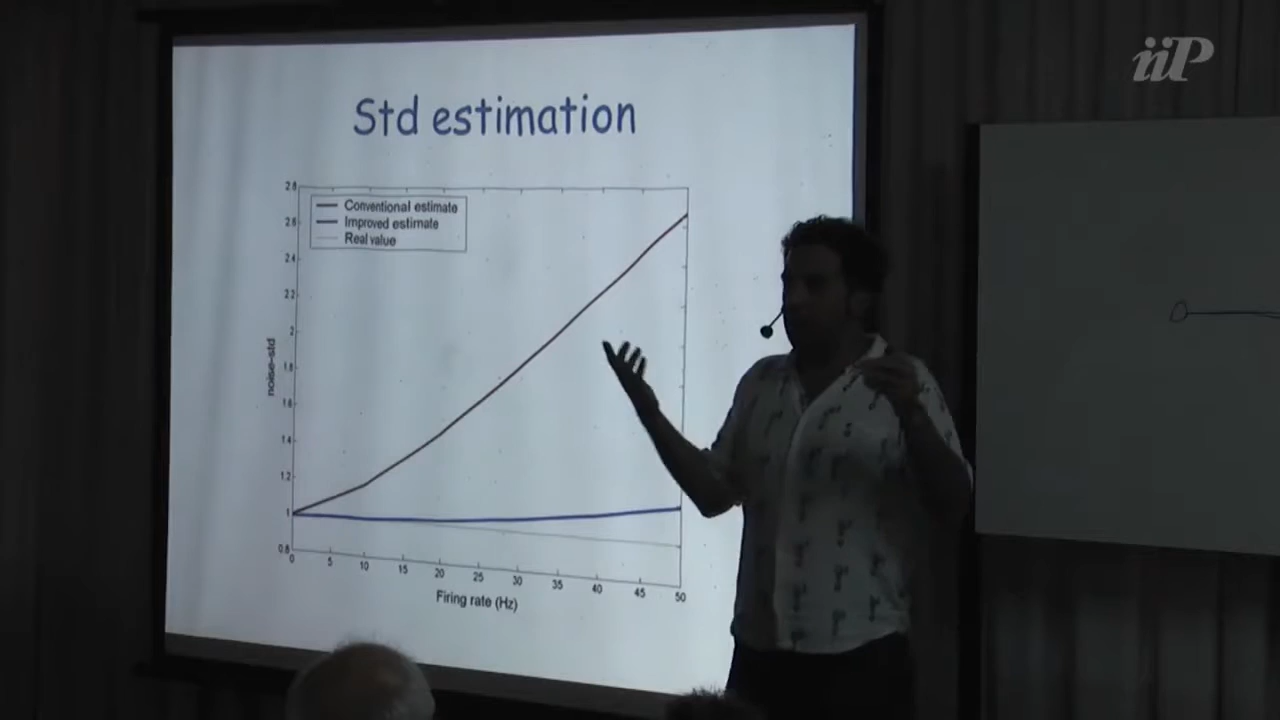 iiP
Std estimation
2.8
2.6
2.4
2.2
2
1.8
1.6
1.4
1.2
1
0.8
noise-std
Conventional estimate
Improved estimate
Real value
0 5 10 15 20 25 30 35 40 45 50
Firing rate (Hz)